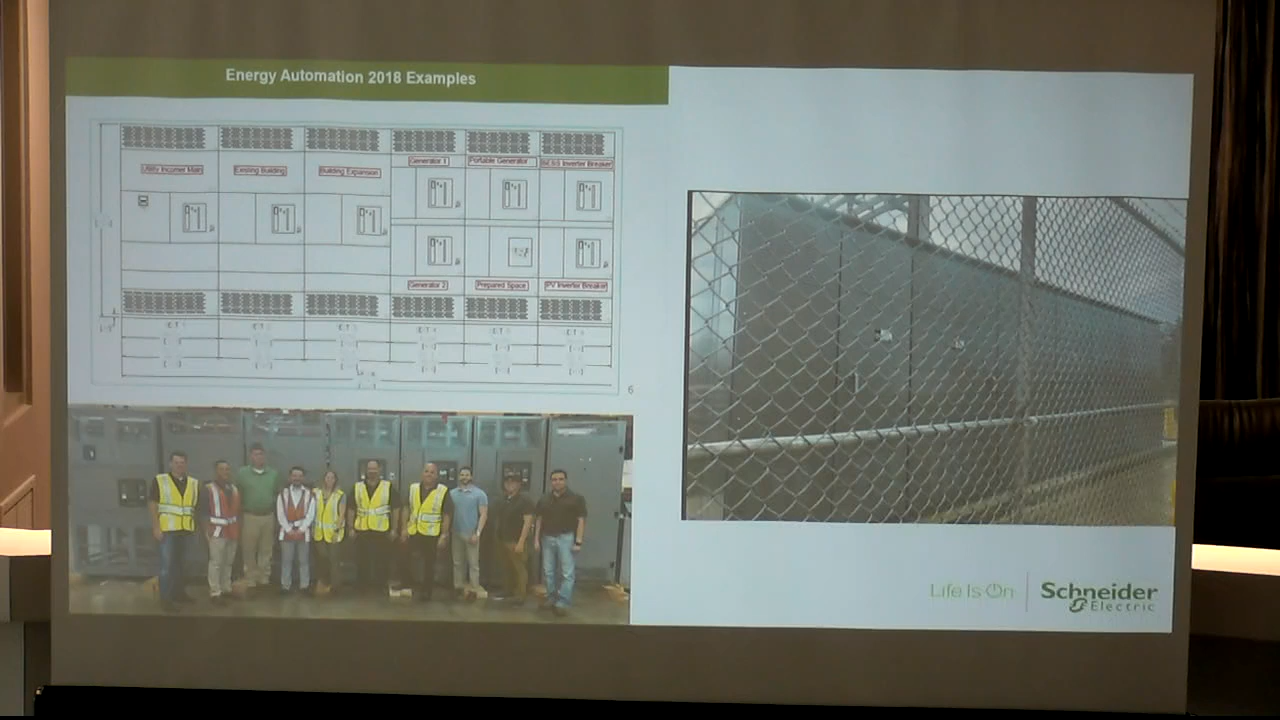 Energy Automation 2018 Examples
Generator 1
Portable Generator
BESS Inverter Breaker
Utility Incomer Main
Existing Building
Building Expansion
Generator 2
Prepared Space
PV Inverter Breaker
6
Life Is On
Schneider
Electric